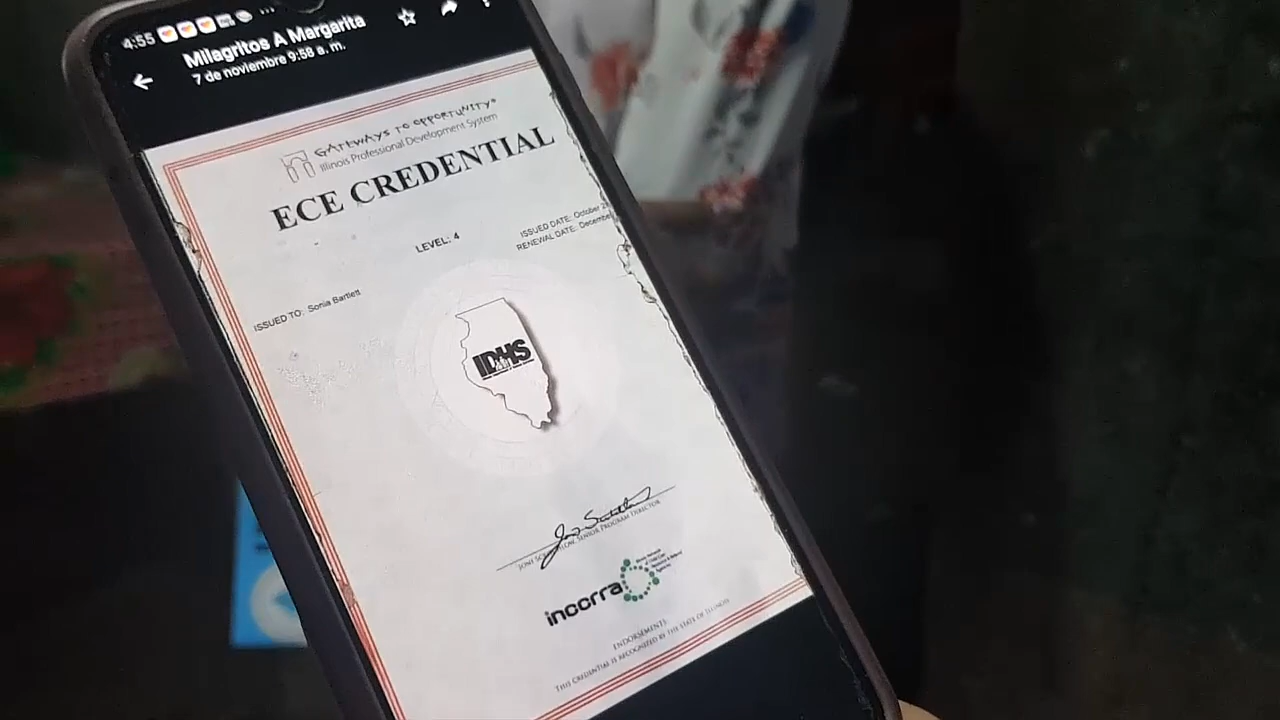 4:55
Milagritos A Margarita
7 de noviembre 9:58 a. m.
GATEWAYS TO OPPORTUNITY®
Illinois Professional Development System
ECE CREDENTIAL
LEVEL: 4
ISSUED DATE: October
RENEWAL DATE:
ISSUED TO: Sonia Bartlett
IDHS
SENIOR PROGRAM DIRECTOR
inccrra
ENDORSEMENTS:
THIS CREDENTIAL IS RECOGNIZED BY THE STATE OF ILLINOIS